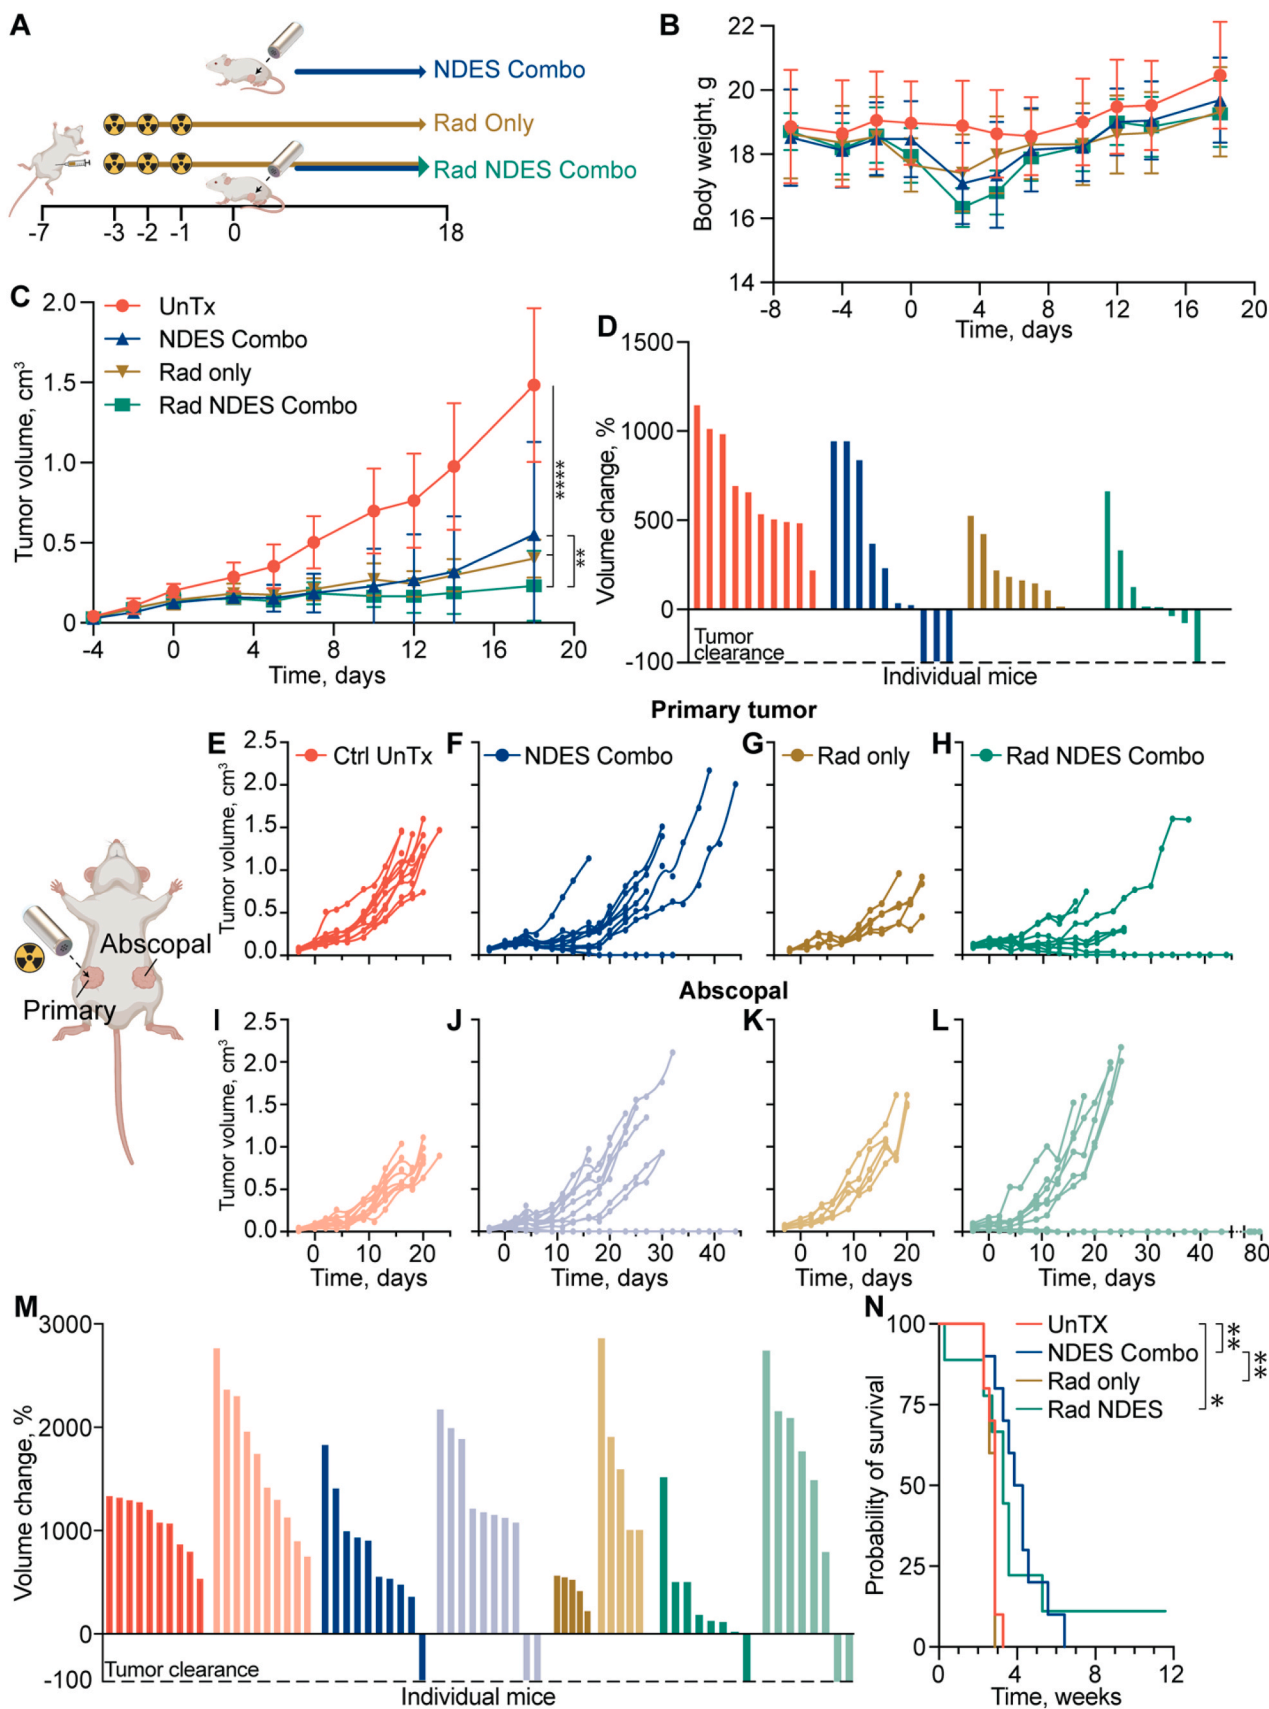 A
NDES Combo
Rad Only
Rad NDES Combo
-7 -3 -2 -1 0 18
B
Body weight, g
22
20
18
16
14
-8 -4 0 4 8 12 16 20
Time, days
C
Tumor volume, cm3
2.0
1.5
1.0
0.5
0
UnTx
NDES Combo
Rad only
Rad NDES Combo
****
**
-4 0 4 8 12 16 20
Time, days
D
Volume change, %
1500
1000
500
0
-100
Tumor
clearance
Individual mice
Primary tumor
E
Ctrl UnTx
F
NDES Combo
G
Rad only
H
Rad NDES Combo
Tumor volume, cm3
2.5
2.0
1.5
1.0
0.5
0.0
Abscopal
Primary
Abscopal
I
J
K
L
Tumor volume, cm3
2.5
2.0
1.5
1.0
0.5
0.0
0 10 20
Time, days
0 10 20 30 40
Time, days
0 10 20
Time, days
0 10 20 30 40 80
Time, days
M
Volume change, %
3000
2000
1000
0
-100
Tumor clearance
Individual mice
N
Probability of survival
100
75
50
25
0
UnTX
NDES Combo
Rad only
Rad NDES
**
**
*
0 4 8 12
Time, weeks